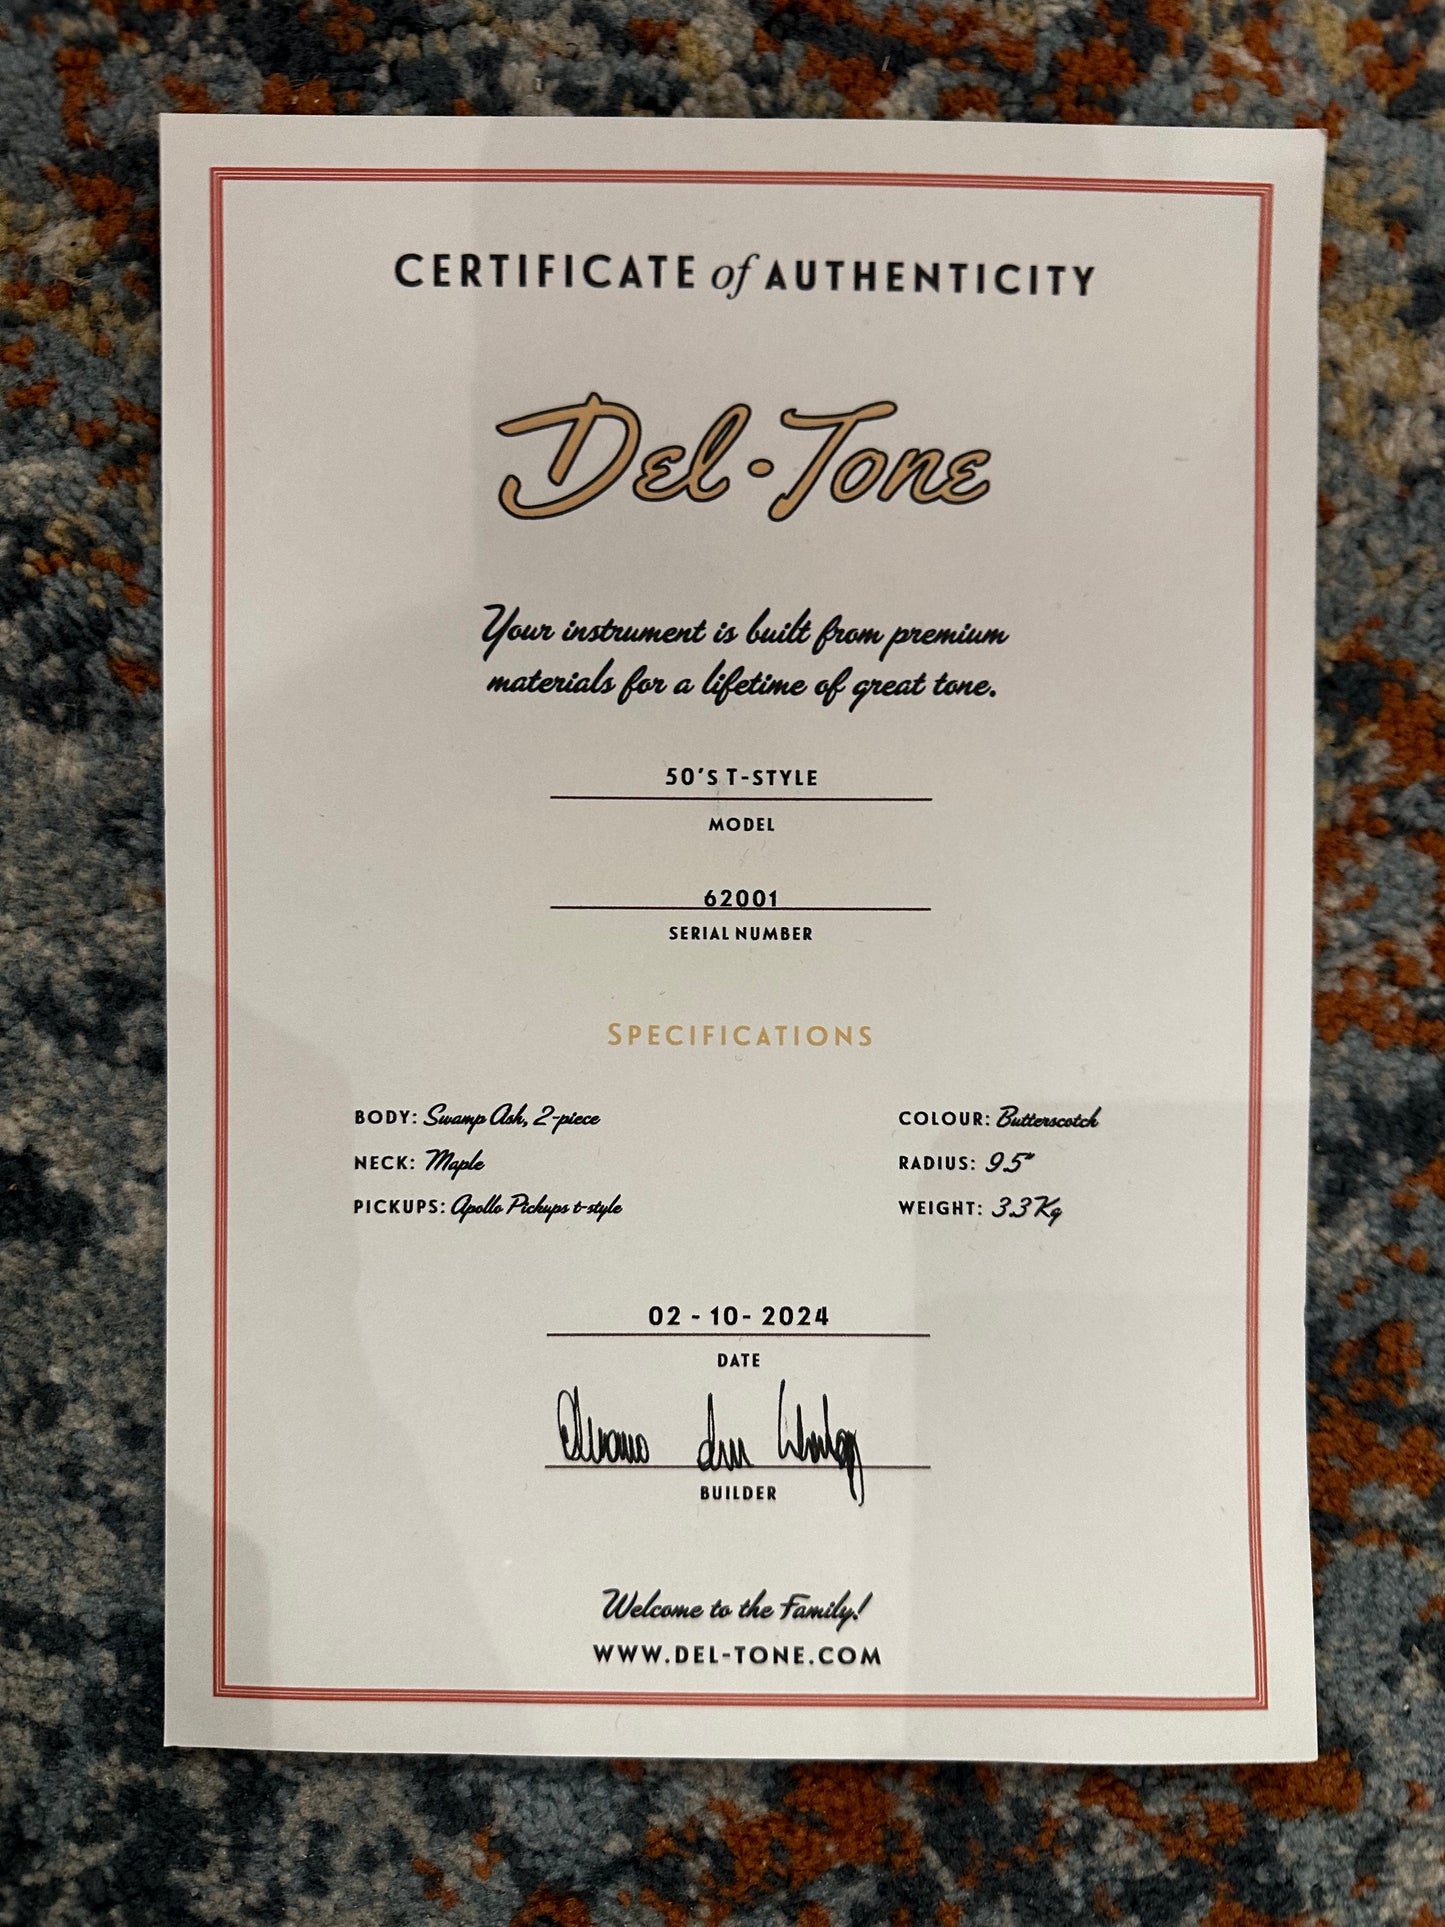 CERTIFICATE of AUTHENTICITY
Del-Tone
Your instrument is built from premium
materials for a lifetime of great tone.
50'S T-STYLE
MODEL
62001
SERIAL NUMBER
SPECIFICATIONS
BODY: Swamp Ash, 2-piece
NECK: Maple
PICKUPS: Apollo Pickups t-style
COLOUR: Butterscotch
RADIUS: 9.5"
WEIGHT: 3.3Kg
02 - 10- 2024
DATE
BUILDER
Welcome to the Family!
WWW.DEL-TONE.COM